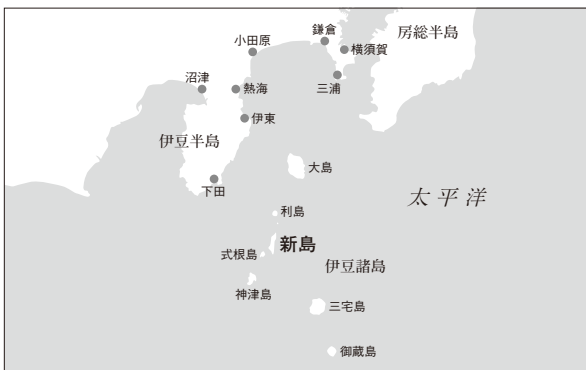 鎌倉
房総半島
小田原
横須賀
沼津
熱海
三浦
伊東
伊豆半島
大島
下田
太平洋
利島
新島
式根島
伊豆諸島
神津島
三宅島
御蔵島